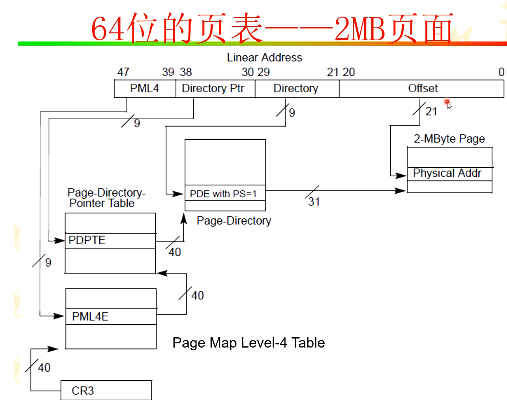 64位的页表——2MB页面
Linear Address
47 39 38 30 29 21 20 0
PML4 Directory Ptr Directory Offset
9 9 21
2-MByte Page
Physical Addr
PDE with PS=1
31
Page-Directory
Page-Directory-
Pointer Table
PDPTE
40
9
40
PML4E
Page Map Level-4 Table
40
CR3